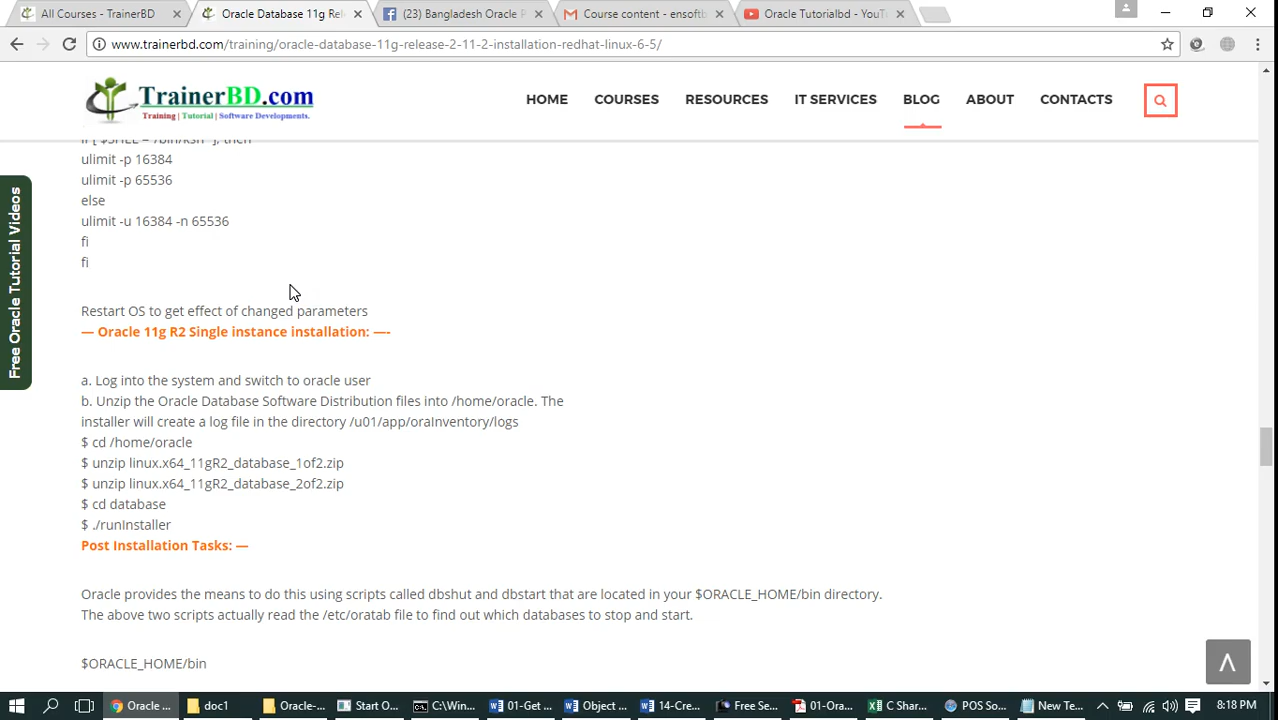 All Courses - TrainerBD
Oracle Database 11g Rel
(23) Bangladesh Oracle P
Course content - ensoftb
Oracle Tutorialbd - YouT
www.trainerbd.com/training/oracle-database-11g-release-2-11-2-installation-redhat-linux-6-5/
TrainerBD.com
Training | Tutorial | Software Developments.
HOME
COURSES
RESOURCES
IT SERVICES
BLOG
ABOUT
CONTACTS
Free Oracle Tutorial Videos
ulimit -p 16384
ulimit -p 65536
else
ulimit -u 16384 -n 65536
fi
fi
Restart OS to get effect of changed parameters
— Oracle 11g R2 Single instance installation: —-
a. Log into the system and switch to oracle user
b. Unzip the Oracle Database Software Distribution files into /home/oracle. The
installer will create a log file in the directory /u01/app/oraInventory/logs
$ cd /home/oracle
$ unzip linux.x64_11gR2_database_1of2.zip
$ unzip linux.x64_11gR2_database_2of2.zip
$ cd database
$ ./runInstaller
Post Installation Tasks: —
Oracle provides the means to do this using scripts called dbshut and dbstart that are located in your $ORACLE_HOME/bin directory.
The above two scripts actually read the /etc/oratab file to find out which databases to stop and start.
$ORACLE_HOME/bin
Oracle ...
doc1
Oracle-...
Start O...
C:\Win...
01-Get ...
Object ...
14-Cre...
Free Se...
01-Ora...
C Shar...
POS So...
New Te...
8:18 PM